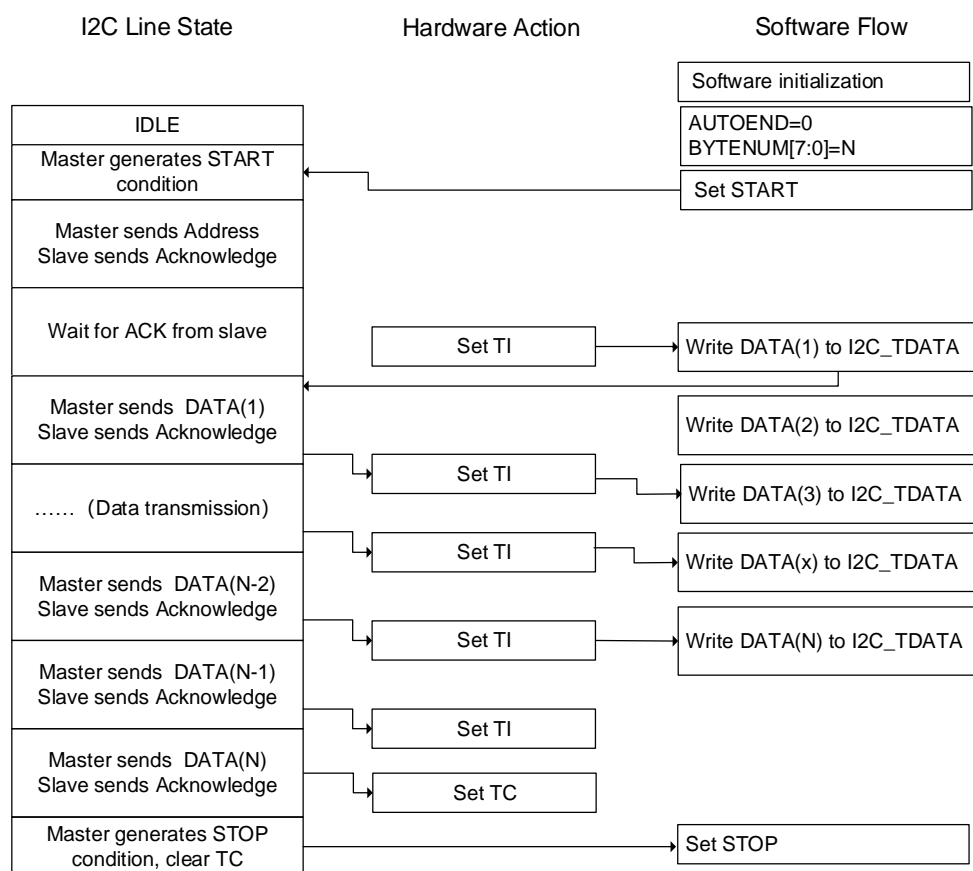 I2C Line State
Hardware Action
Software Flow
Software initialization
IDLE
AUTOEND=0
BYTENUM[7:0]=N
Master generates START
condition
Set START
Master sends Address
Slave sends Acknowledge
Wait for ACK from slave
Set TI
Write DATA(1) to I2C_TDATA
Master sends DATA(1)
Slave sends Acknowledge
Write DATA(2) to I2C_TDATA
Set TI
Write DATA(3) to I2C_TDATA
…… (Data transmission)
Set TI
Write DATA(x) to I2C_TDATA
Master sends DATA(N-2)
Slave sends Acknowledge
Set TI
Write DATA(N) to I2C_TDATA
Master sends DATA(N-1)
Slave sends Acknowledge
Set TI
Master sends DATA(N)
Slave sends Acknowledge
Set TC
Master generates STOP
condition, clear TC
Set STOP